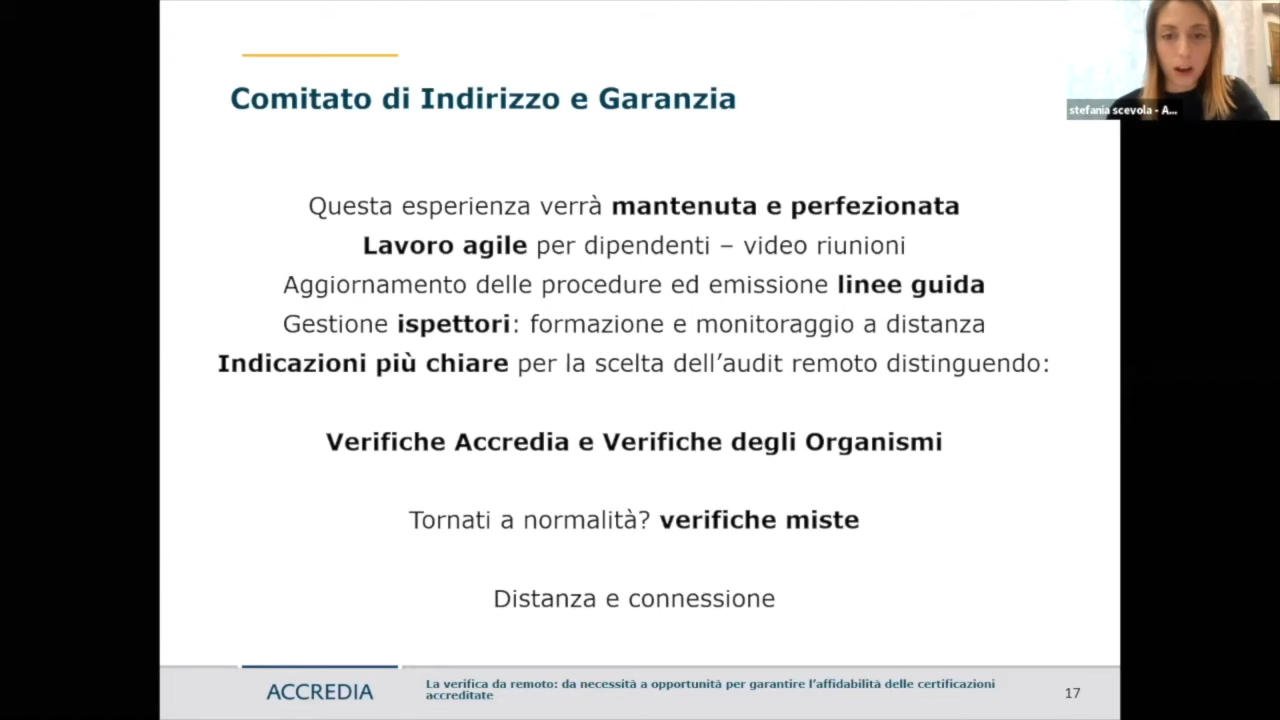 Comitato di Indirizzo e Garanzia
stefania scevola - A...
Questa esperienza verrà mantenuta e perfezionata
Lavoro agile per dipendenti – video riunioni
Aggiornamento delle procedure ed emissione linee guida
Gestione ispettori: formazione e monitoraggio a distanza
Indicazioni più chiare per la scelta dell’audit remoto distinguendo:
Verifiche Accredia e Verifiche degli Organismi
Tornati a normalità? verifiche miste
Distanza e connessione
ACCREDIA
La verifica da remoto: da necessità a opportunità per garantire l’affidabilità delle certificazioni
accreditate
17